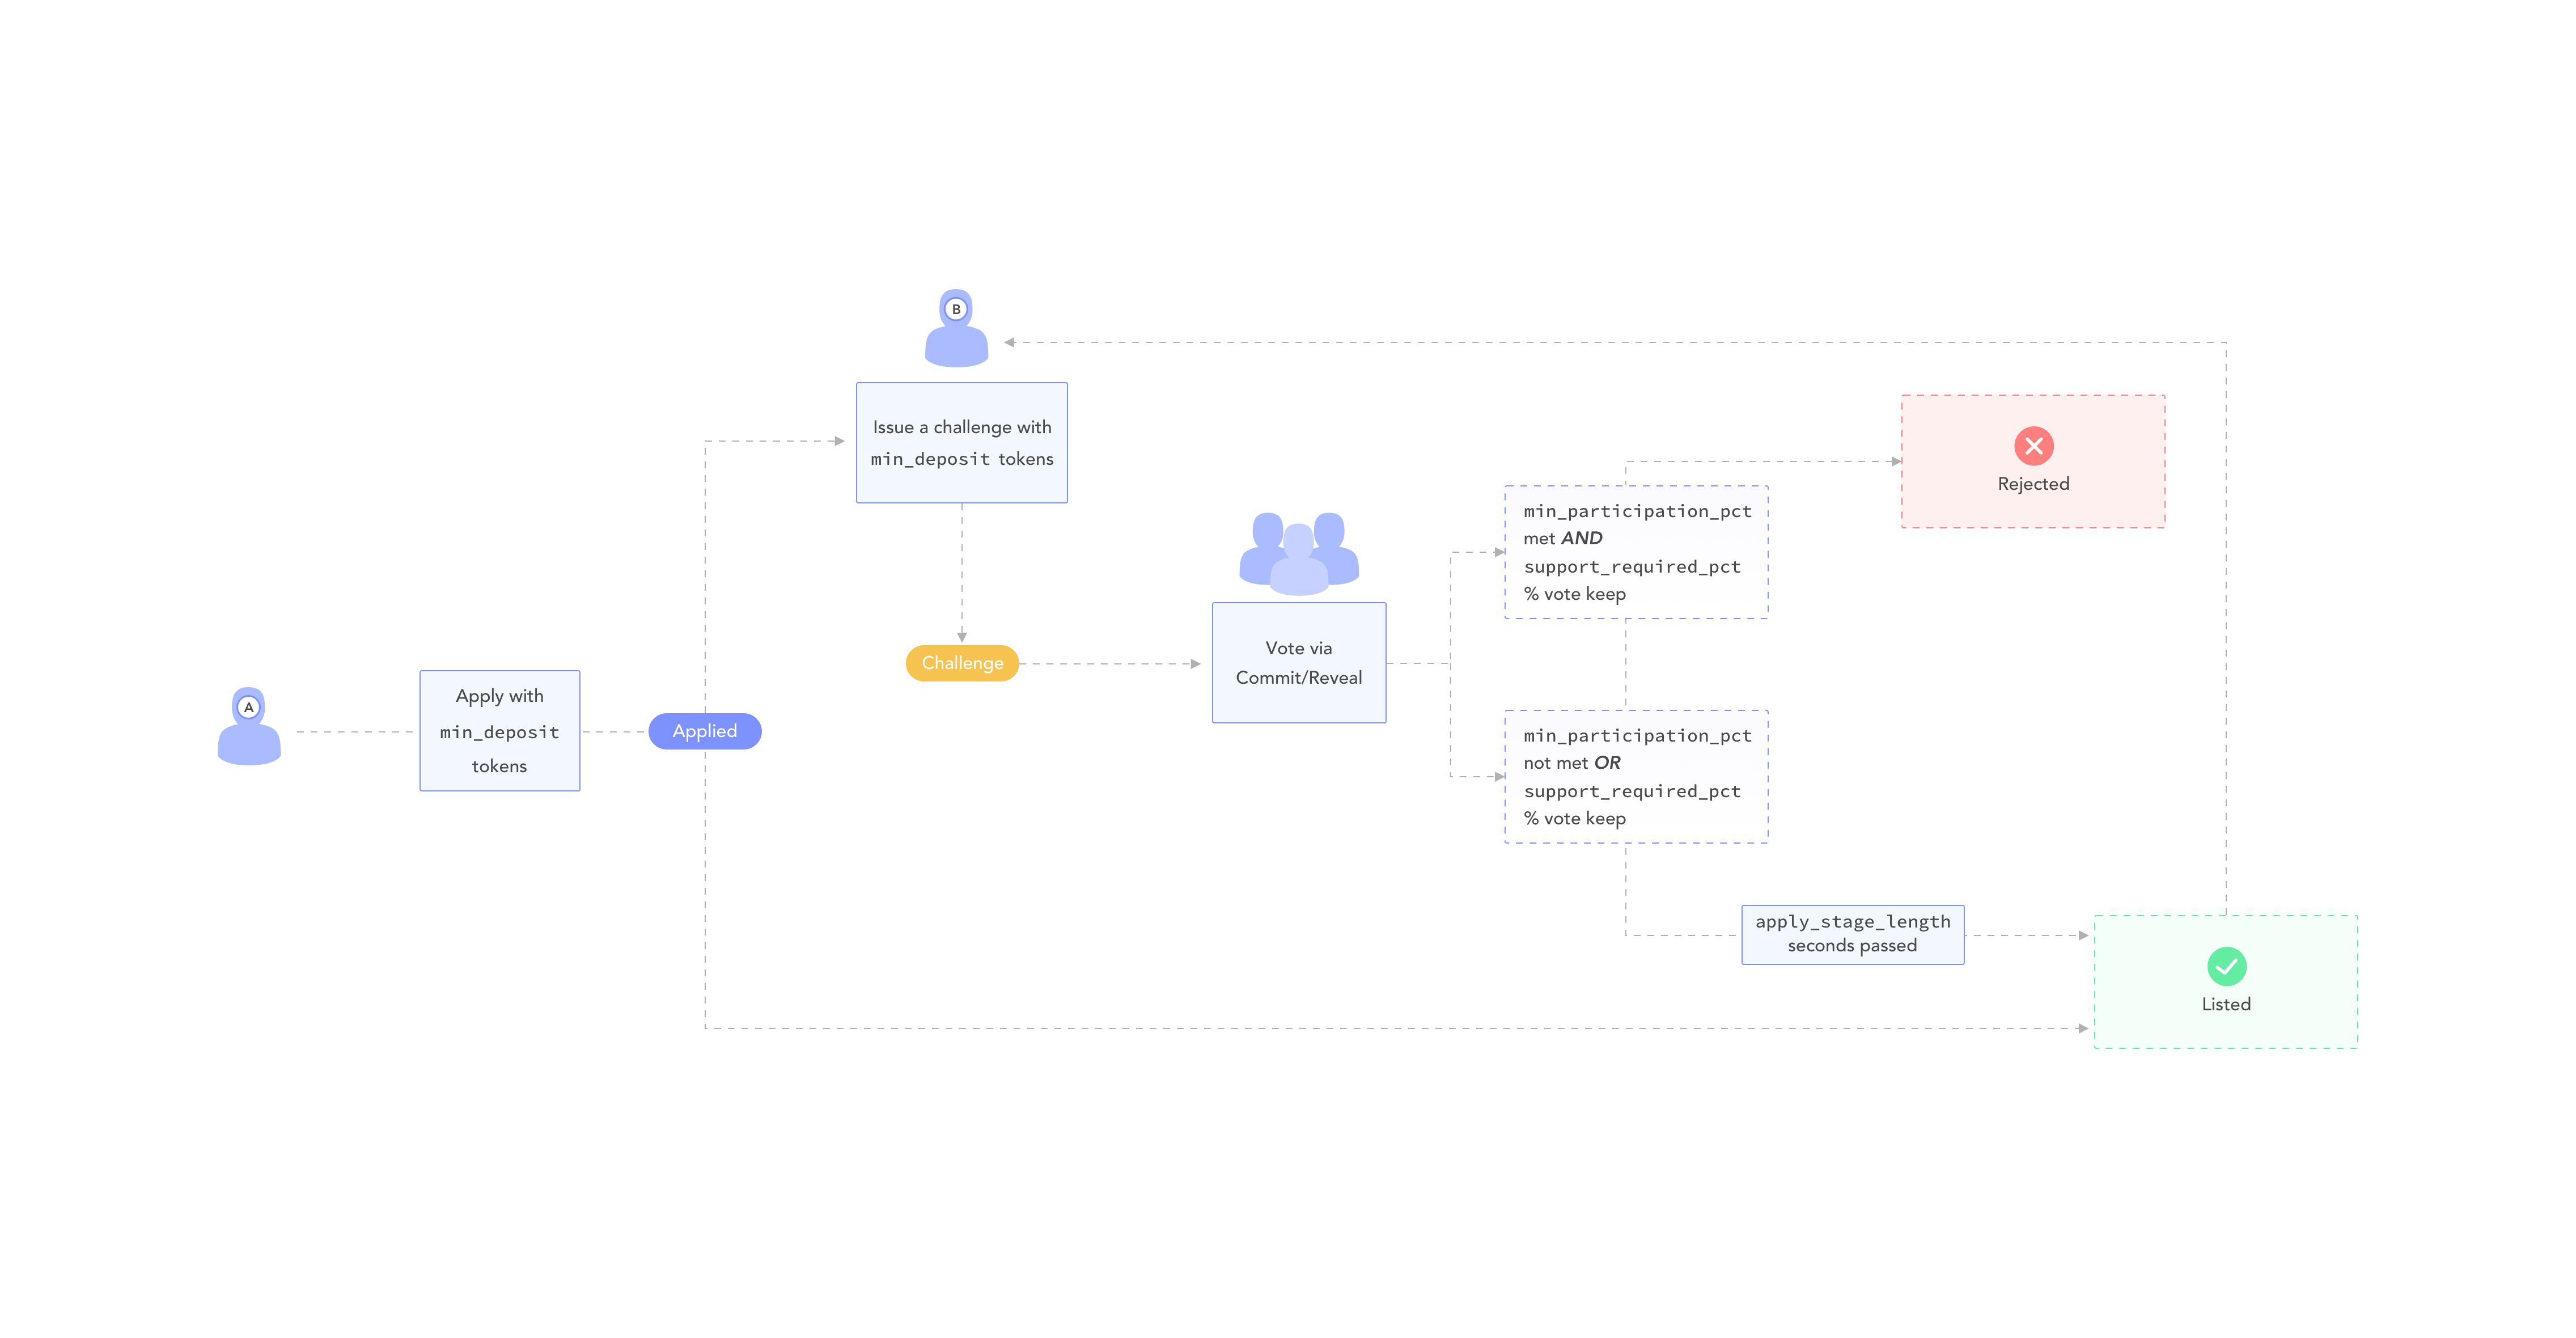 A
Apply with
min_deposit
tokens
Applied
B
Issue a challenge with
min_deposit tokens
Challenge
Vote via
Commit/Reveal
min_participation_pct
met AND
support_required_pct
% vote keep
min_participation_pct
not met OR
support_required_pct
% vote keep
Rejected
apply_stage_length
seconds passed
Listed